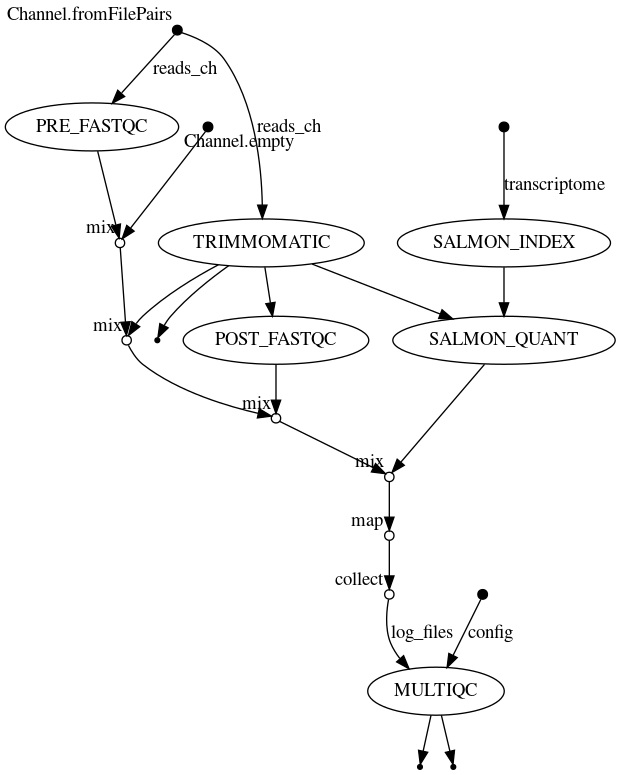 Channel.fromFilePairs
reads_ch
PRE_FASTQC
reads_ch
Channel.empty
transcriptome
mix
TRIMMOMATIC
SALMON_INDEX
mix
POST_FASTQC
SALMON_QUANT
mix
mix
map
collect
log_files
config
MULTIQC